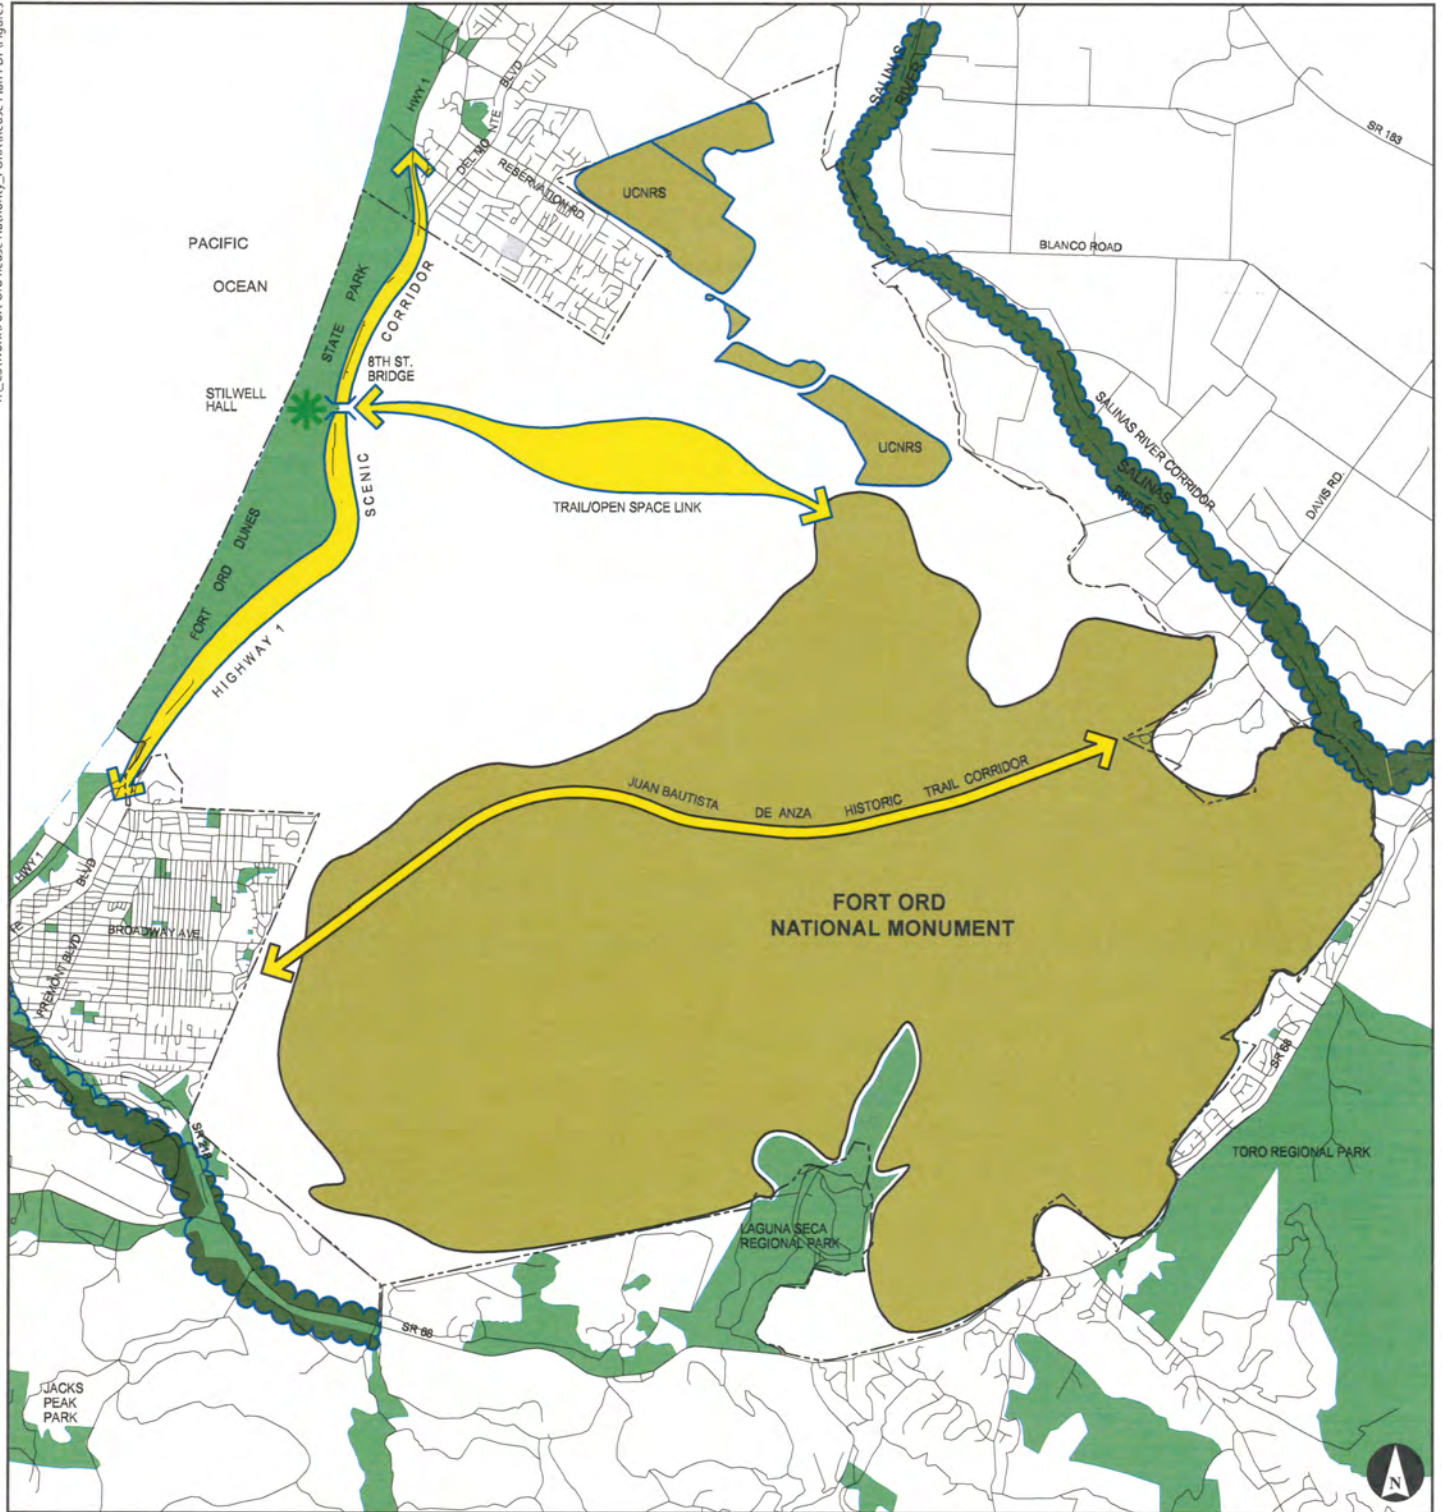 SALINAS
RIVER
HWY 1
BLVD
DEL MONTE
RESERVATION RD.
UCNRS
SR 183
PACIFIC
OCEAN
BLANCO ROAD
STATE PARK
CORRIDOR
8TH ST.
BRIDGE
STILWELL
HALL
SCENIC
UCNRS
SALINAS RIVER CORRIDOR
SALINAS
RIVER
DAVIS RD.
TRAIL/OPEN SPACE LINK
FORT ORD DUNES
HIGHWAY 1
JUAN BAUTISTA DE ANZA HISTORIC TRAIL CORRIDOR
HWY 1
BLVD
FORT ORD
NATIONAL MONUMENT
BROADWAY AVE.
FREMONT BLVD
SR 68
SR 218
TORO REGIONAL PARK
LAGUNA SECA
REGIONAL PARK
SR 68
JACKS
PEAK
PARK
N